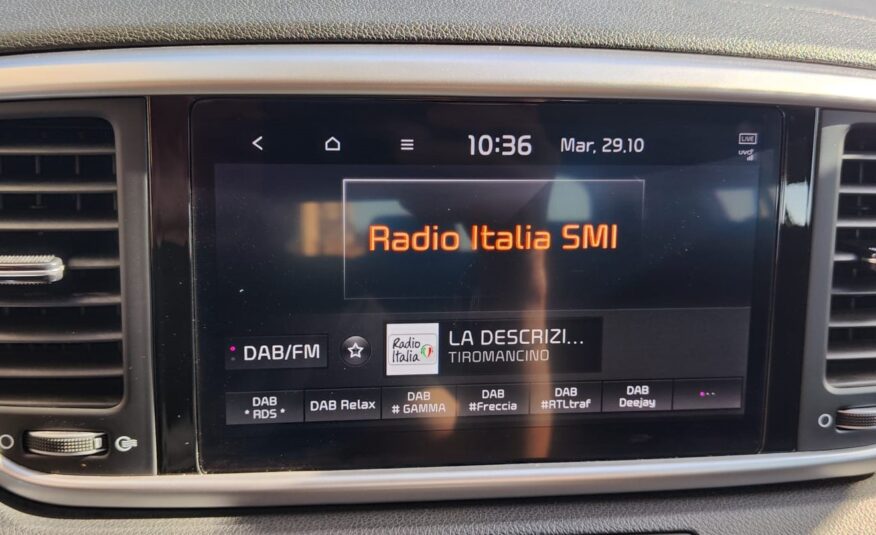 10:36 Mar, 29.10
LIVE
UVO
Radio Italia SMI
DAB/FM
Radio
Italia
LA DESCRIZI...
TIROMANCINO
DAB
* RDS *
DAB Relax
DAB
# GAMMA
DAB
#Freccia
DAB
#RTLtraf
DAB
Deejay